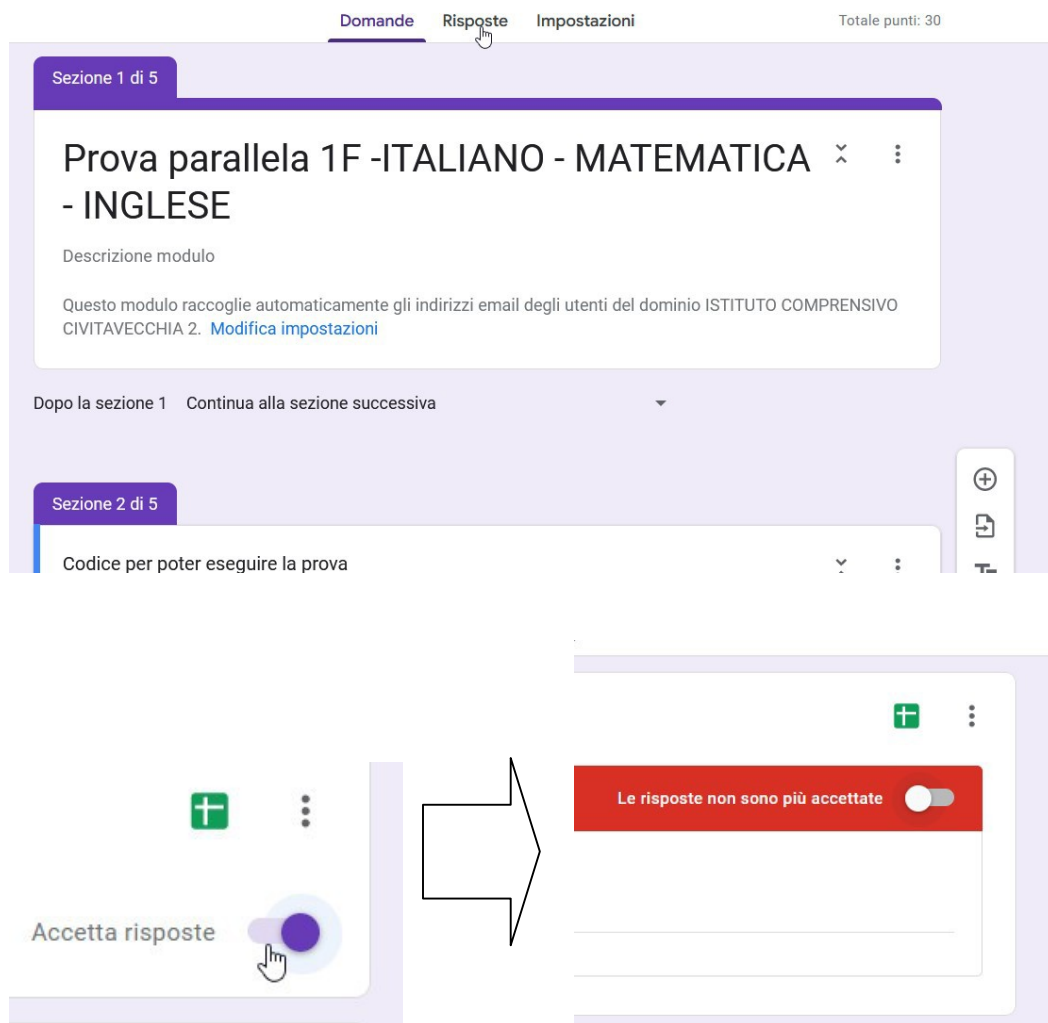 Domande Risposte Impostazioni Totale punti: 30
Sezione 1 di 5
Prova parallela 1F -ITALIANO - MATEMATICA
- INGLESE
Descrizione modulo
Questo modulo raccoglie automaticamente gli indirizzi email degli utenti del dominio ISTITUTO COMPRENSIVO
CIVITAVECCHIA 2. Modifica impostazioni
Dopo la sezione 1 Continua alla sezione successiva
Sezione 2 di 5
Codice per poter eseguire la prova
Le risposte non sono più accettate
Accetta risposte